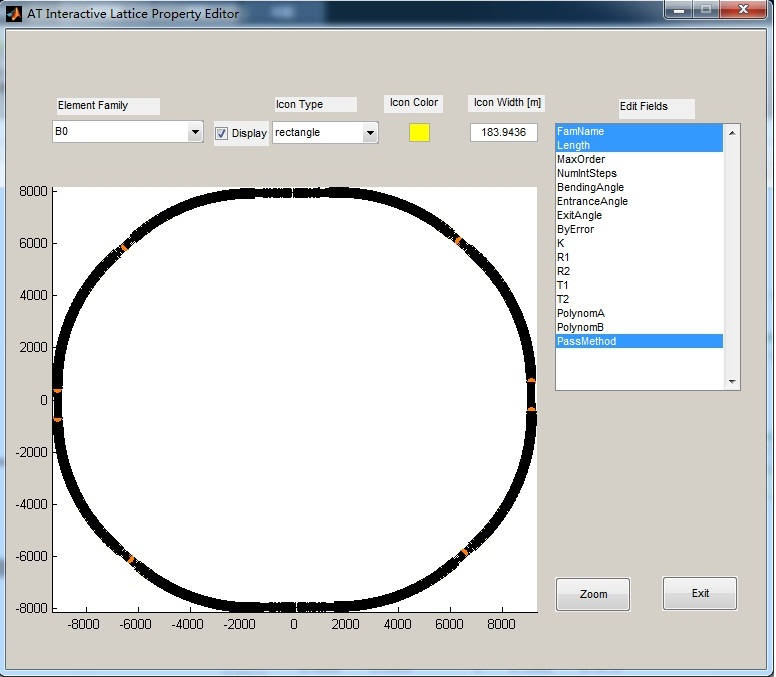 AT Interactive Lattice Property Editor
Element Family
Icon Type
Icon Color
Icon Width [m]
Edit Fields
B0
Display
rectangle
183.9436
FamName
Length
MaxOrder
NumIntSteps
BendingAngle
EntranceAngle
ExitAngle
ByError
K
R1
R2
T1
T2
PolynomA
PolynomB
PassMethod
8000
6000
4000
2000
0
-2000
-4000
-6000
-8000
-8000 -6000 -4000 -2000 0 2000 4000 6000 8000
Zoom
Exit